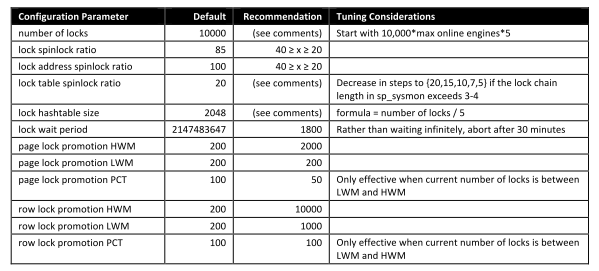 Configuration Parameter Default Recommendation Tuning Considerations
number of locks 10000 (see comments) Start with 10,000*max online engines*5
lock spinlock ratio 85 40 ≥ x ≥ 20
lock address spinlock ratio 100 40 ≥ x ≥ 20
lock table spinlock ratio 20 (see comments) Decrease in steps to {20,15,10,7,5} if the lock chain
length in sp_sysmon exceeds 3-4
lock hashtable size 2048 (see comments) formula = number of locks / 5
lock wait period 2147483647 1800 Rather than waiting infinitely, abort after 30 minutes
page lock promotion HWM 200 2000
page lock promotion LWM 200 200
page lock promotion PCT 100 50 Only effective when current number of locks is between
LWM and HWM
row lock promotion HWM 200 10000
row lock promotion LWM 200 1000
row lock promotion PCT 100 100 Only effective when current number of locks is between
LWM and HWM